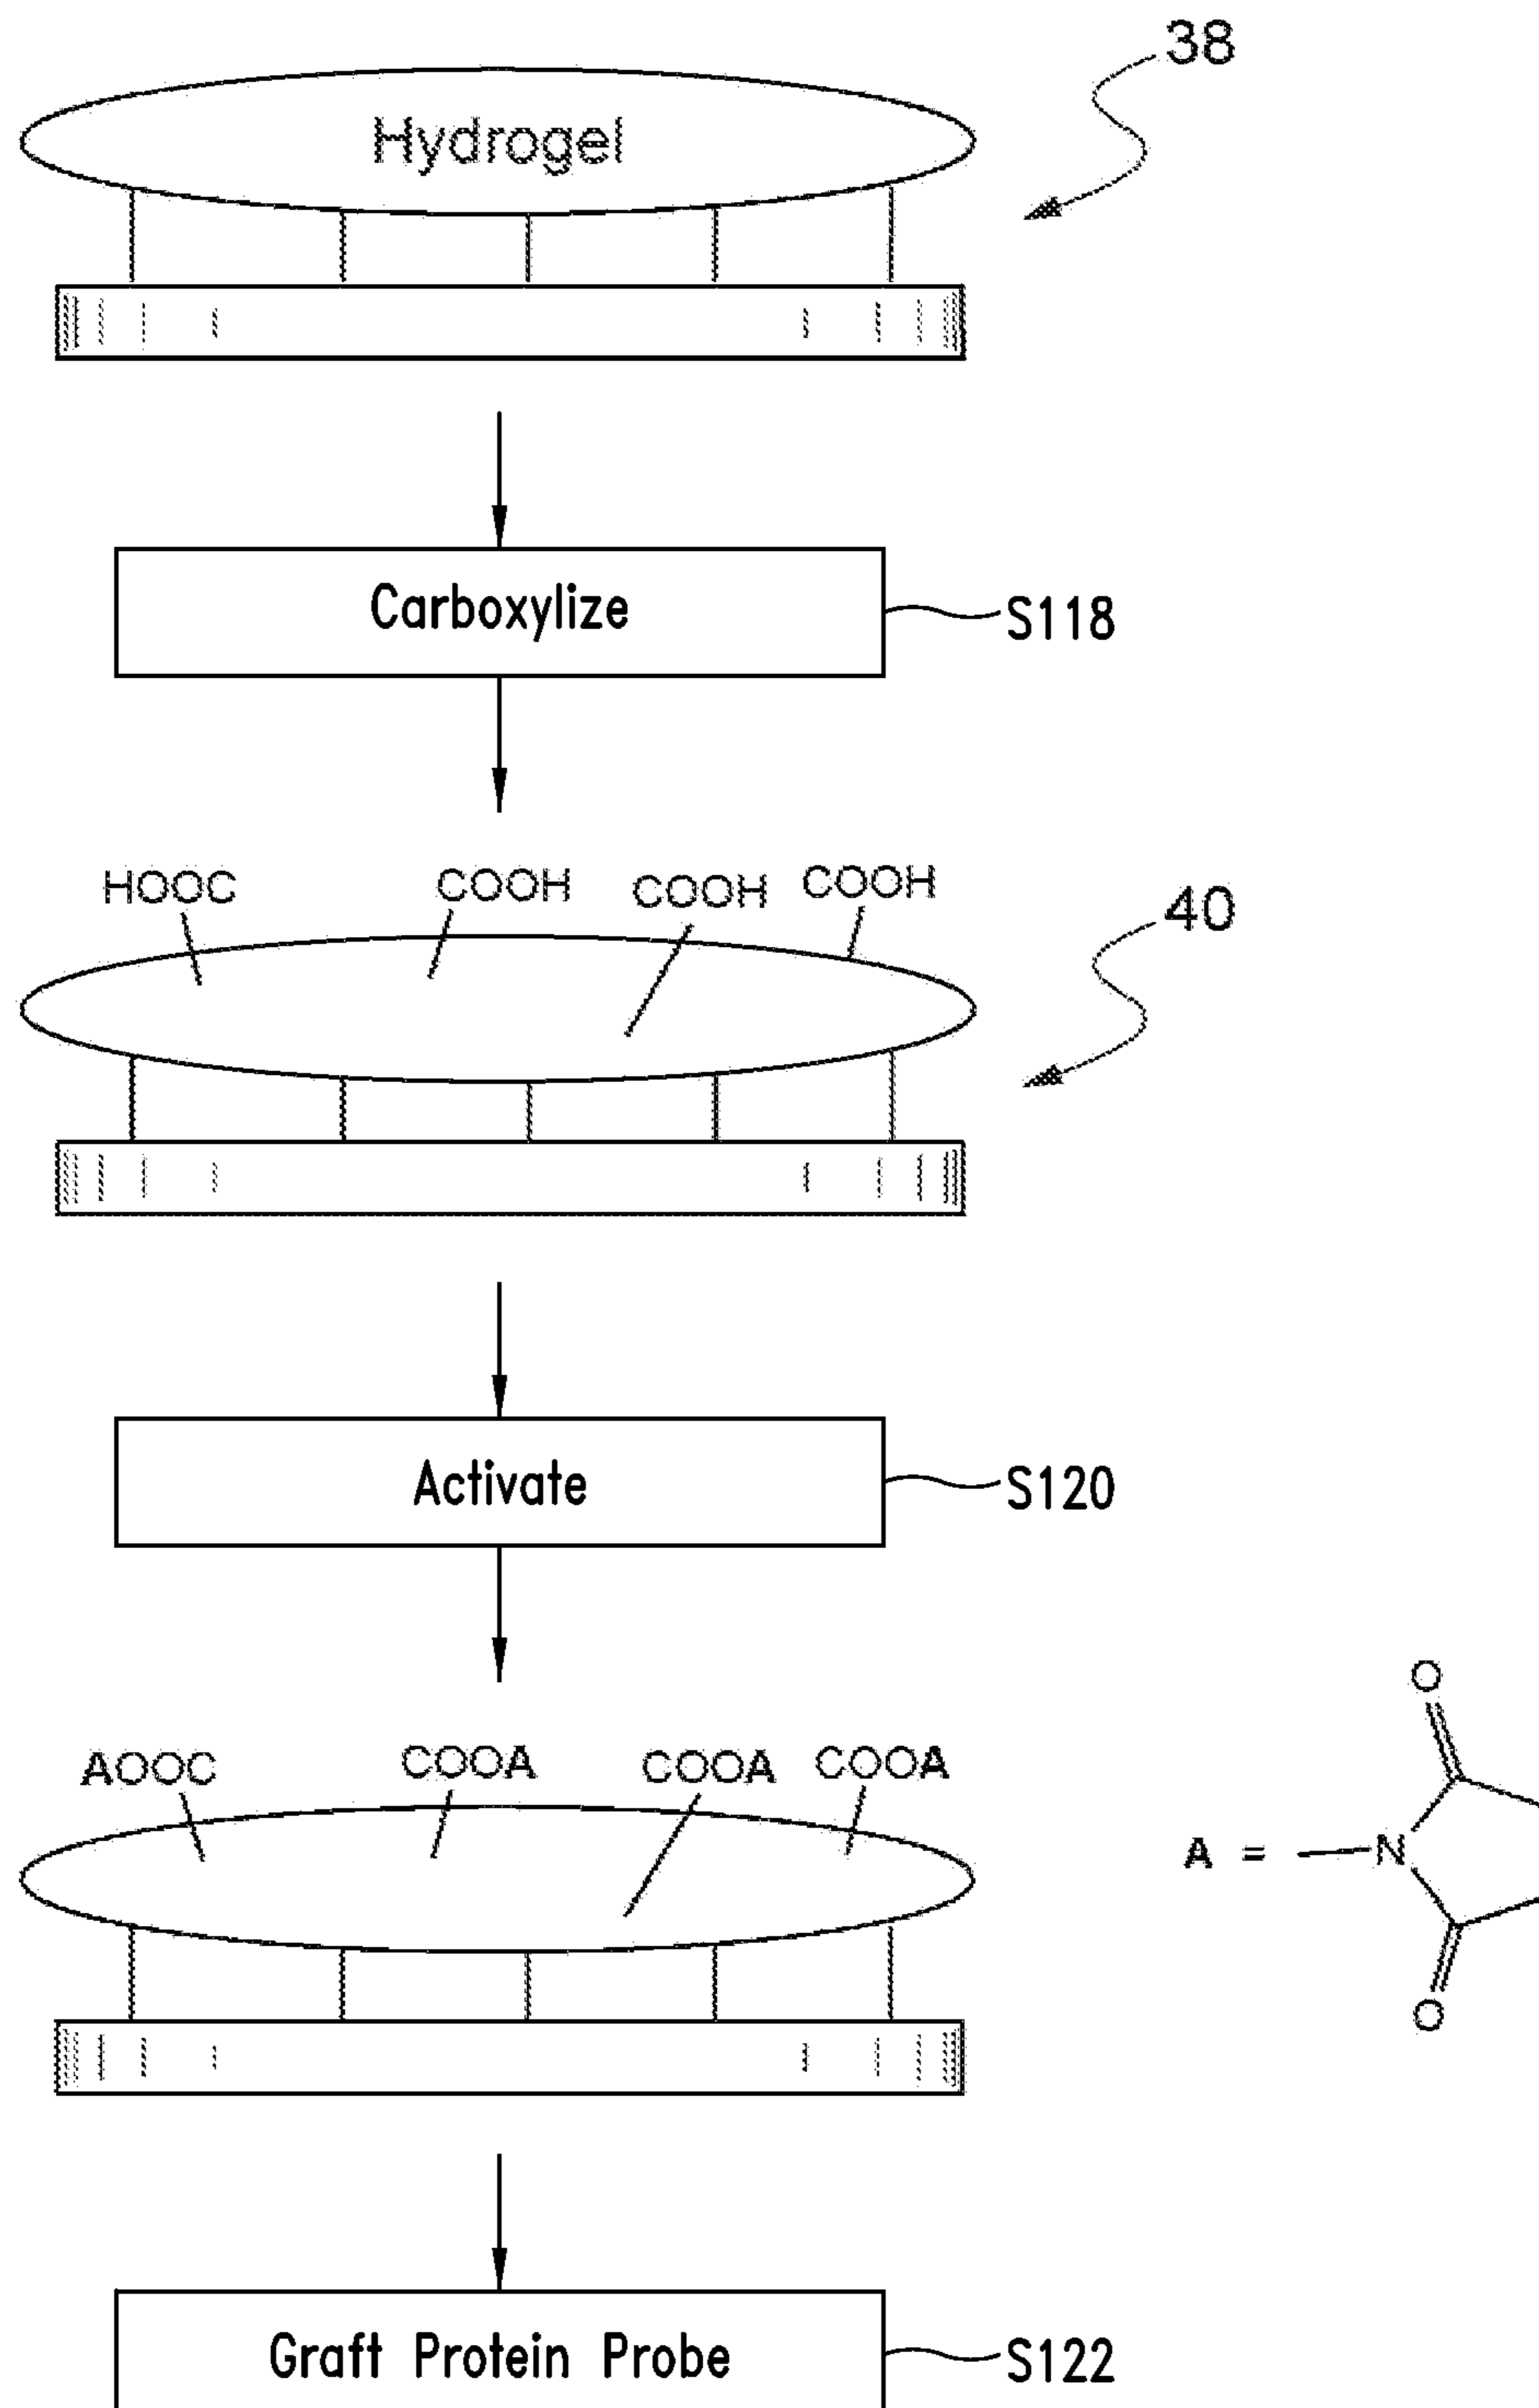 38
Hydrogel
Carboxylize
S118
HOOC COOH COOH COOH
40
Activate
S120
AOOC COOA COOA COOA
O
A = N
O
Graft Protein Probe
S122